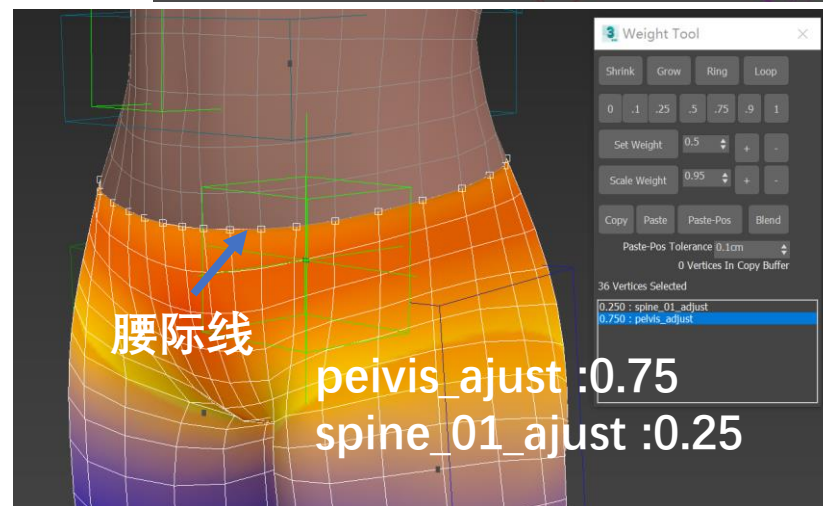 3 Weight Tool
Shrink Grow Ring Loop
0 .1 .25 .5 .75 .9 1
Set Weight 0.5 + -
Scale Weight 0.95 + -
Copy Paste Paste-Pos Blend
Paste-Pos Tolerance 0.1cm
0 Vertices In Copy Buffer
36 Vertices Selected
0.250 : spine_01_adjust
0.750 : pelvis_adjust
腰际线
peivis_ajust :0.75
spine_01_ajust :0.25